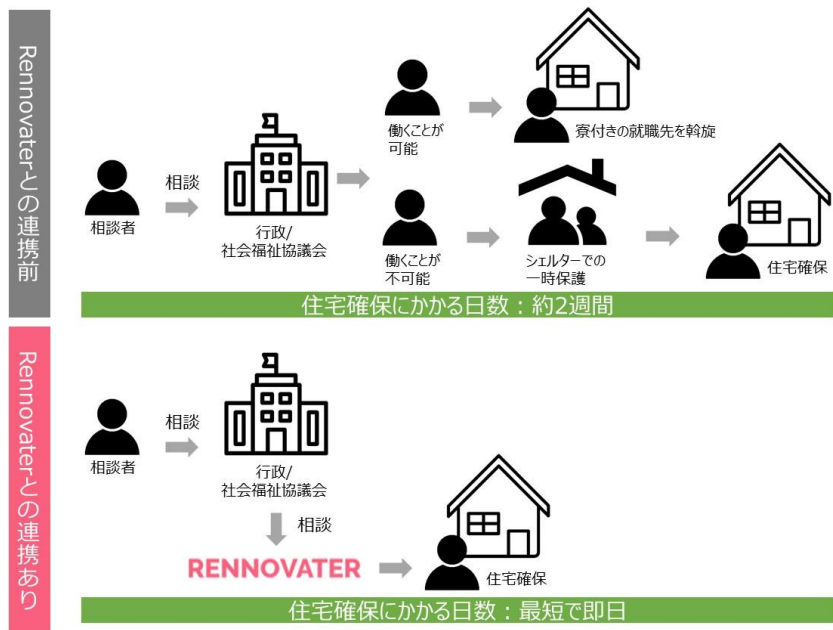 Rennovaterとの連携前
相談者
相談
行政/
社会福祉協議会
働くことが
可能
寮付きの就職先を斡旋
働くことが
不可能
シェルターでの
一時保護
住宅確保
住宅確保にかかる日数：約2週間
Rennovaterとの連携あり
相談者
相談
行政/
社会福祉協議会
相談
RENNOVATER
住宅確保
住宅確保にかかる日数：最短で即日